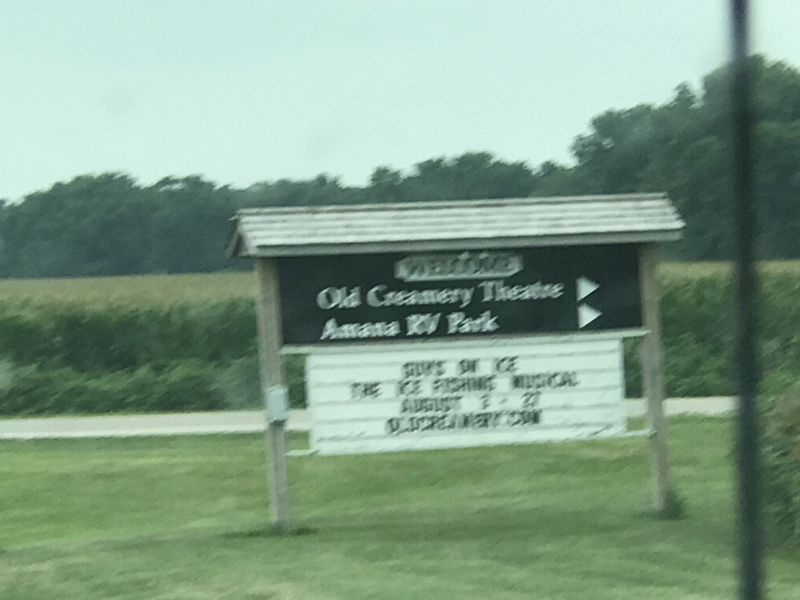 WELCOME
Old Creamery Theatre
Amana RV Park
GUYS ON ICE
THE ICE FISHING MUSICAL
AUGUST 3 - 27
OLDCREAMERY.COM